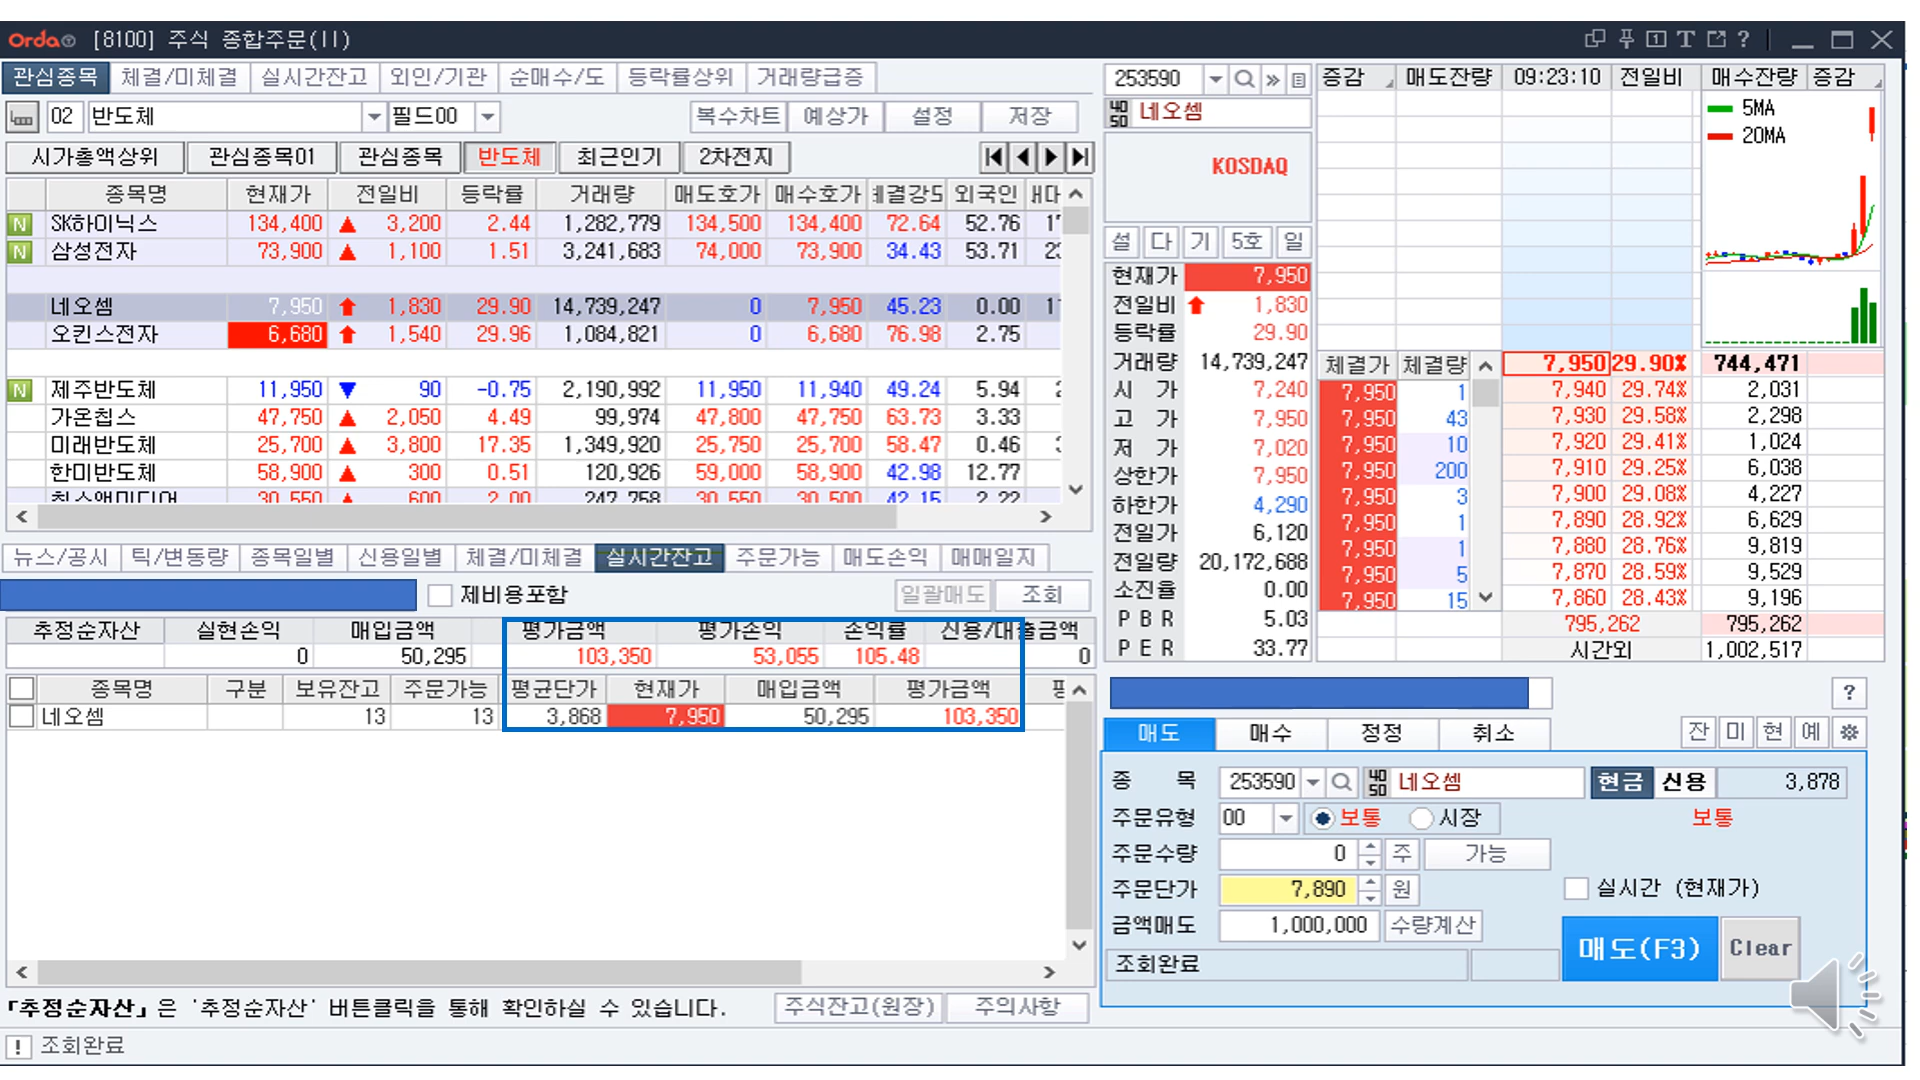 Orda [8100] 주식 종합주문(II)
관심종목 체결/미체결 실시간잔고 외인/기관 순매수/도 등락률상위 거래량급증
02 반도체 필드00 복수차트 예상가 설정 저장
시가총액상위 관심종목01 관심종목 반도체 최근인기 2차전지
종목명 현재가 전일비 등락률 거래량 매도호가 매수호가 체결강5 외국인
N SK하이닉스 134,400 ▲ 3,200 2.44 1,282,779 134,500 134,400 72.64 52.76
N 삼성전자 73,900 ▲ 1,100 1.51 3,241,683 74,000 73,900 34.43 53.71
네오셈 7,950 ⬆ 1,830 29.90 14,739,247 0 7,950 45.23 0.00
오킨스전자 6,680 ⬆ 1,540 29.96 1,084,821 0 6,680 76.98 2.75
N 제주반도체 11,950 ▼ 90 -0.75 2,190,992 11,950 11,940 49.24 5.94
가온칩스 47,750 ▲ 2,050 4.49 99,974 47,800 47,750 63.73 3.33
미래반도체 25,700 ▲ 3,800 17.35 1,349,920 25,750 25,700 58.47 0.46
한미반도체 58,900 ▲ 300 0.51 120,926 59,000 58,900 42.98 12.77
칩스앤미디어 30,550 ▲ 600 2.00 247,758 30,550 30,500 42.15 2.22
뉴스/공시 틱/변동량 종목일별 신용일별 체결/미체결 실시간잔고 주문가능 매도손익 매매일지
제비용포함 일괄매도 조회
추정순자산 실현손익 매입금액 평가금액 평가손익 손익률 신용/대출금액
0 50,295 103,350 53,055 105.48 0
종목명 구분 보유잔고 주문가능 평균단가 현재가 매입금액 평가금액
네오셈 13 13 3,868 7,950 50,295 103,350
「추정순자산」은 '추정순자산' 버튼클릭을 통해 확인하실 수 있습니다. 주식잔고(원장) 주의사항
! 조회완료
253590
40
50 네오셈
KOSDAQ
설 다 기 5호 일
현재가 7,950
전일비 ⬆ 1,830
등락률 29.90
거래량 14,739,247
시 가 7,240
고 가 7,950
저 가 7,020
상한가 7,950
하한가 4,290
전일가 6,120
전일량 20,172,688
소진율 0.00
P B R 5.03
P E R 33.77
증감 매도잔량 09:23:10 전일비 매수잔량 증감
5MA
20MA
체결가 체결량
7,950 1
7,950 43
7,950 10
7,950 200
7,950 3
7,950 1
7,950 1
7,950 5
7,950 15
7,950 29.90% 744,471
7,940 29.74% 2,031
7,930 29.58% 2,298
7,920 29.41% 1,024
7,910 29.25% 6,038
7,900 29.08% 4,227
7,890 28.92% 6,629
7,880 28.76% 9,819
7,870 28.59% 9,529
7,860 28.43% 9,196
795,262 795,262
시간외 1,002,517
?
매도 매수 정정 취소 잔 미 현 예
종 목 253590 40
50 네오셈 현금 신용 3,878
주문유형 00 보통 시장 보통
주문수량 0 주 가능
주문단가 7,890 원 실시간 (현재가)
금액매도 1,000,000 수량계산
조회완료 매도(F3) Clear